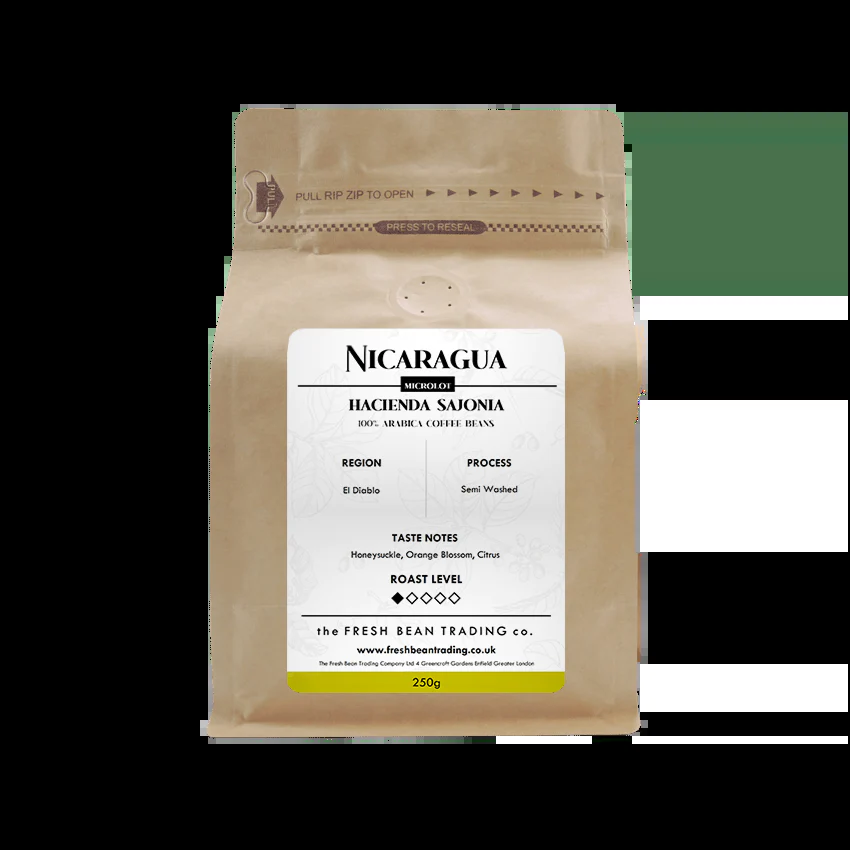 PULL
PULL RIP ZIP TO OPEN
PRESS TO RESEAL
NICARAGUA
MICROLOT
HACIENDA SAJONIA
100% ARABICA COFFEE BEANS
REGION
El Diablo
PROCESS
Semi Washed
TASTE NOTES
Honeysuckle, Orange Blossom, Citrus
ROAST LEVEL
the FRESH BEAN TRADING co.
www.freshbeantrading.co.uk
The Fresh Bean Trading Company Ltd 4 Greencroft Gardens Enfield Greater London
250g